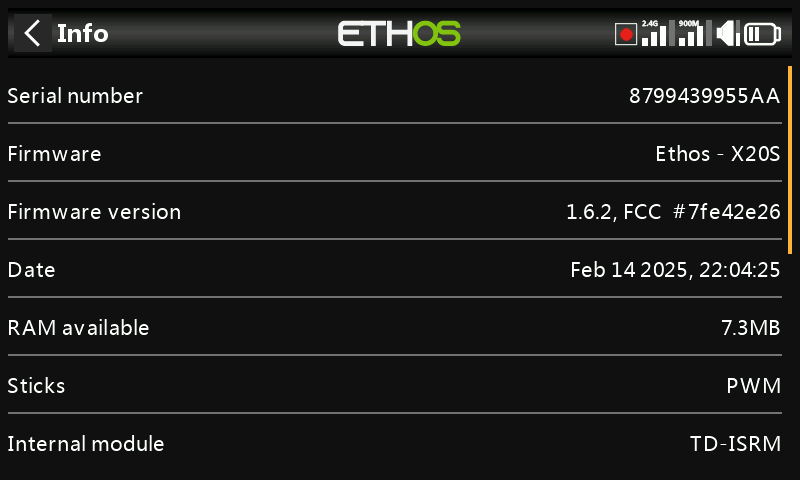 Info
ETHOS
2.4G
900M
Serial number 8799439955AA
Firmware Ethos - X20S
Firmware version 1.6.2, FCC #7fe42e26
Date Feb 14 2025, 22:04:25
RAM available 7.3MB
Sticks PWM
Internal module TD-ISRM